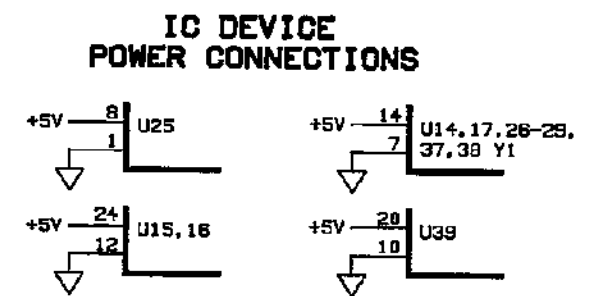 IC DEVICE
POWER CONNECTIONS
+5V 8 U25
1
+5V 14 U14,17,26-29,
7 37,38 Y1
+5V 24 U15,16
12
+5V 20 U39
10